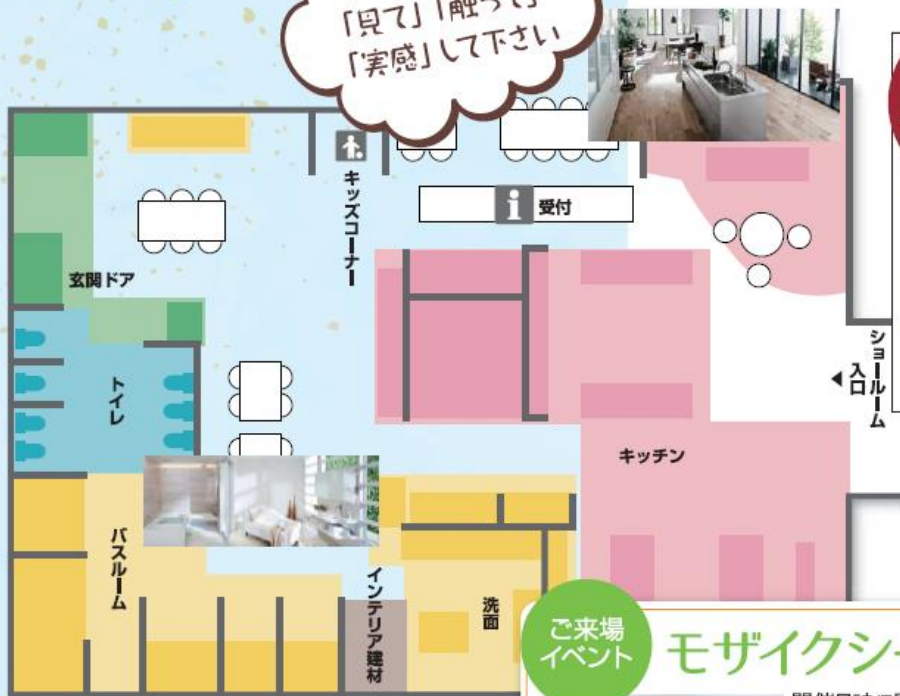 「見て」「触って」
「実感」して下さい
キッズコーナー
i 受付
玄関ドア
トイレ
ショールーム
入口
キッチン
バスルーム
インテリア建材
洗面
ご来場
イベント
モザイクシ